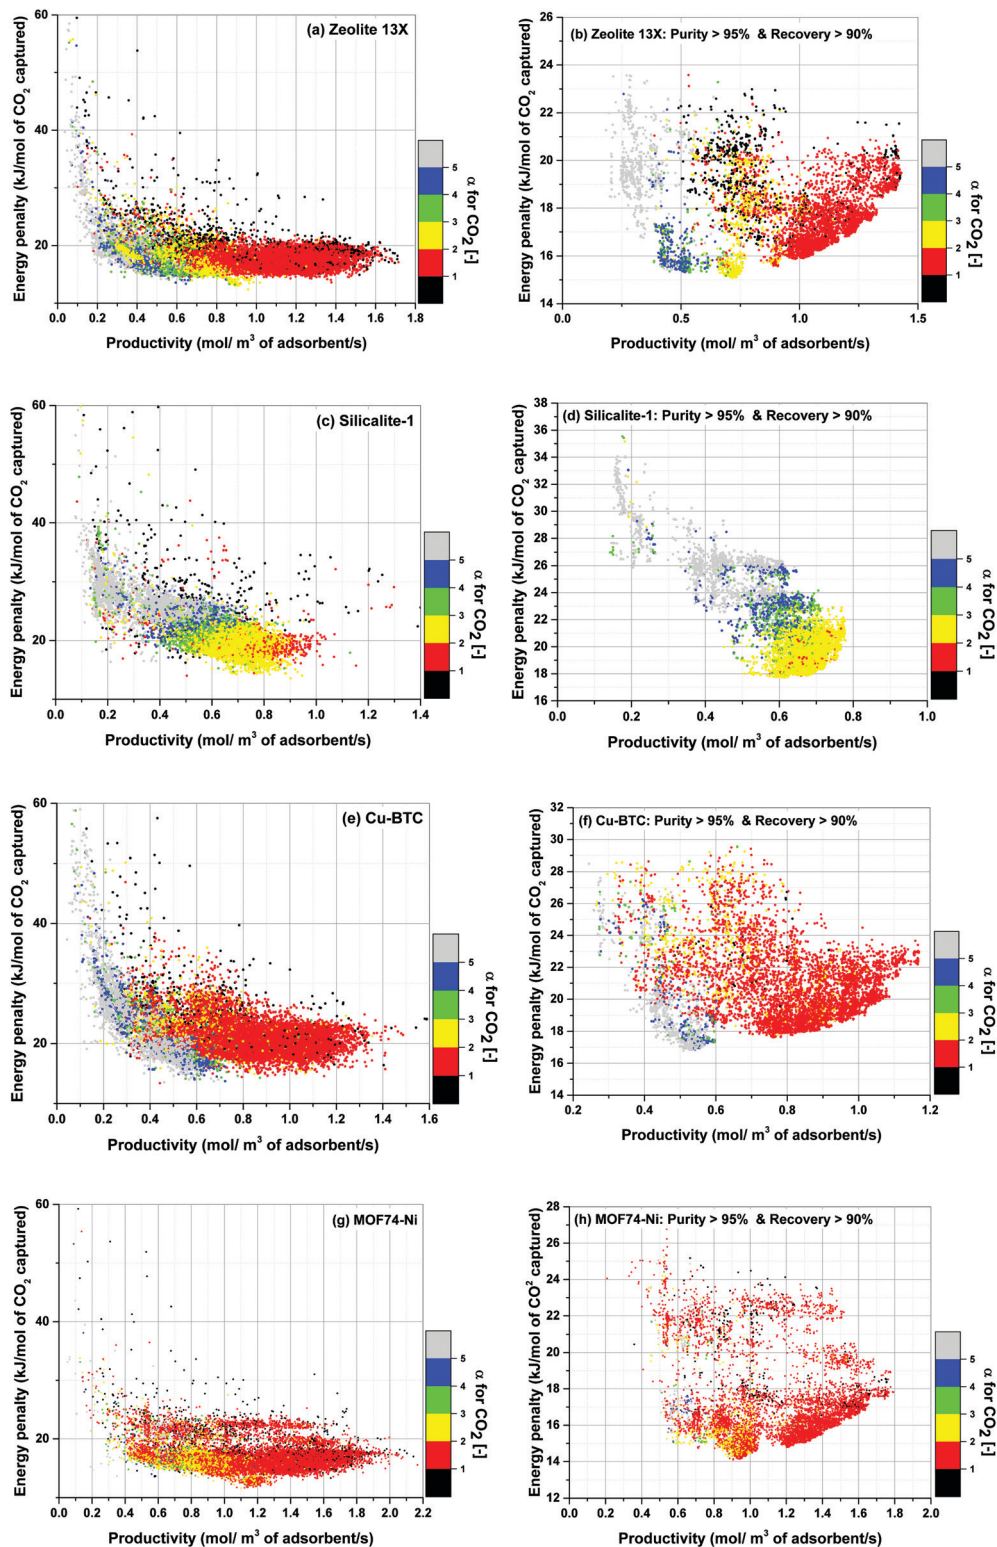 (a) Zeolite 13X
Energy penalty (kJ/mol of CO2 captured)
60
40
20
0.0 0.2 0.4 0.6 0.8 1.0 1.2 1.4 1.6 1.8
Productivity (mol/ m3 of adsorbent/s)
5
4
3
2
1
α for CO2 [-]
(b) Zeolite 13X: Purity > 95% & Recovery > 90%
Energy penalty (kJ/mol of CO2 captured)
26
24
22
20
18
16
14
0.0 0.5 1.0 1.5
Productivity (mol/ m3 of adsorbent/s)
5
4
3
2
1
α for CO2 [-]
(c) Silicalite-1
Energy penalty (kJ/mol of CO2 captured)
60
40
20
0.0 0.2 0.4 0.6 0.8 1.0 1.2 1.4
Productivity (mol/ m3 of adsorbent/s)
5
4
3
2
1
α for CO2 [-]
(d) Silicalite-1: Purity > 95% & Recovery > 90%
Energy penalty (kJ/mol of CO2 captured)
38
36
34
32
30
28
26
24
22
20
18
16
0.0 0.2 0.4 0.6 0.8 1.0
Productivity (mol/ m3 of adsorbent/s)
5
4
3
2
1
α for CO2 [-]
(e) Cu-BTC
Energy penalty (kJ/mol of CO2 captured)
60
40
20
0.0 0.2 0.4 0.6 0.8 1.0 1.2 1.4 1.6
Productivity (mol/ m3 of adsorbent/s)
5
4
3
2
1
α for CO2 [-]
(f) Cu-BTC: Purity > 95% & Recovery > 90%
Energy penalty (kJ/mol of CO2 captured)
32
30
28
26
24
22
20
18
16
14
0.2 0.4 0.6 0.8 1.0 1.2
Productivity (mol/ m3 of adsorbent/s)
5
4
3
2
1
α for CO2 [-]
(g) MOF74-Ni
Energy penalty (kJ/mol of CO2 captured)
60
40
20
0.0 0.2 0.4 0.6 0.8 1.0 1.2 1.4 1.6 1.8 2.0 2.2
Productivity (mol/ m3 of adsorbent/s)
5
4
3
2
1
α for CO2 [-]
(h) MOF74-Ni: Purity > 95% & Recovery > 90%
Energy penalty (kJ/mol of CO2 captured)
28
26
24
22
20
18
16
14
12
0.0 0.2 0.4 0.6 0.8 1.0 1.2 1.4 1.6 1.8 2.0
Productivity (mol/ m3 of adsorbent/s)
5
4
3
2
1
α for CO2 [-]